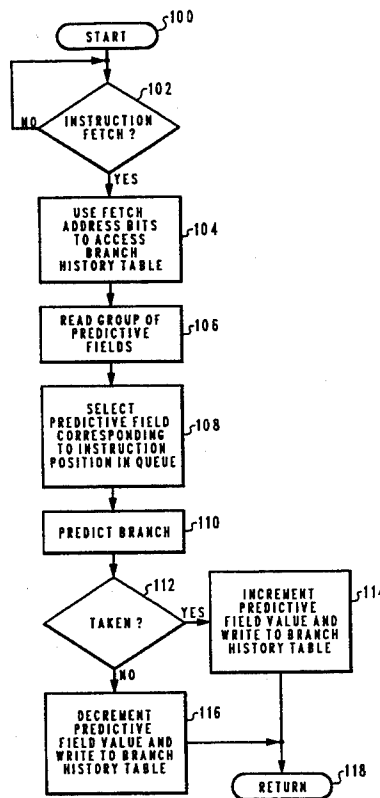 100
START
102
INSTRUCTION
FETCH ?
NO
YES
USE FETCH
ADDRESS BITS
TO ACCESS
BRANCH
HISTORY TABLE
104
READ GROUP OF
PREDICTIVE
FIELDS
106
SELECT
PREDICTIVE FIELD
CORRESPONDING
TO INSTRUCTION
POSITION IN QUEUE
108
PREDICT BRANCH
110
112
TAKEN ?
YES
NO
INCREMENT
PREDICTIVE
FIELD VALUE AND
WRITE TO BRANCH
HISTORY TABLE
114
DECREMENT
PREDICTIVE
FIELD VALUE AND
WRITE TO BRANCH
HISTORY TABLE
116
118
RETURN